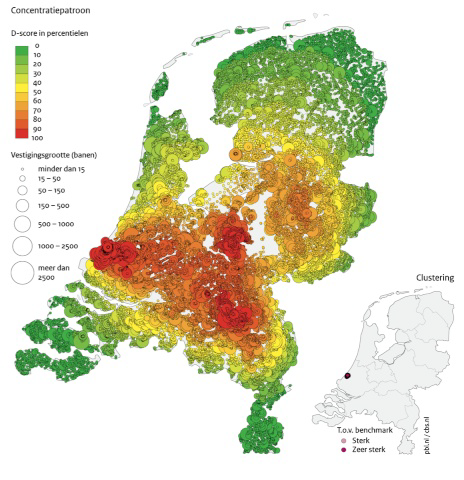 Concentratiepatroon
D-score in percentielen
0
10
20
30
40
50
60
70
80
90
100
Vestigingsgrootte (banen)
minder dan 15
15 – 50
50 – 150
150 – 500
500 – 1000
1000 – 2500
meer dan
2500
Clustering
T.o.v. benchmark
Sterk
Zeer sterk
pbl.nl / cbs.nl